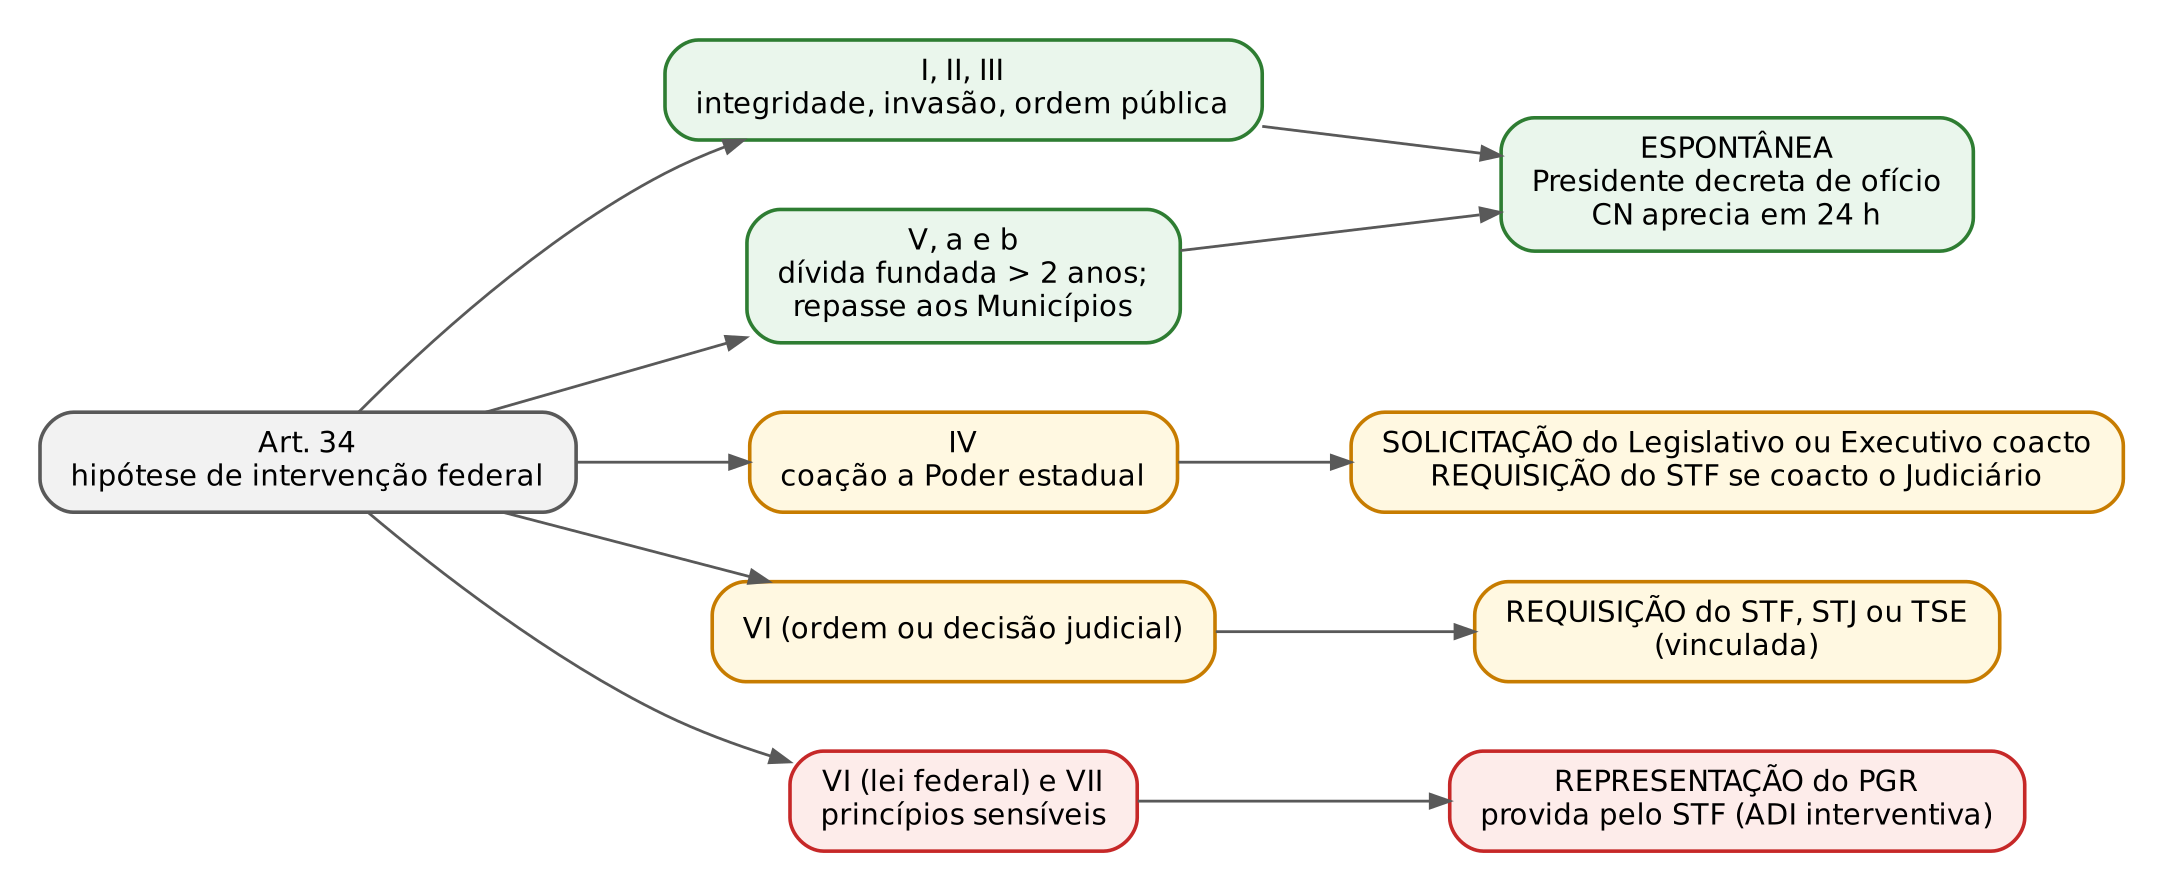 Art. 34
hipótese de intervenção federal
I, II, III
integridade, invasão, ordem pública
V, a e b
dívida fundada > 2 anos;
repasse aos Municípios
ESPONTÂNEA
Presidente decreta de ofício
CN aprecia em 24 h
IV
coação a Poder estadual
SOLICITAÇÃO do Legislativo ou Executivo coacto
REQUISIÇÃO do STF se coacto o Judiciário
VI (ordem ou decisão judicial)
REQUISIÇÃO do STF, STJ ou TSE
(vinculada)
VI (lei federal) e VII
princípios sensíveis
REPRESENTAÇÃO do PGR
provida pelo STF (ADI interventiva)